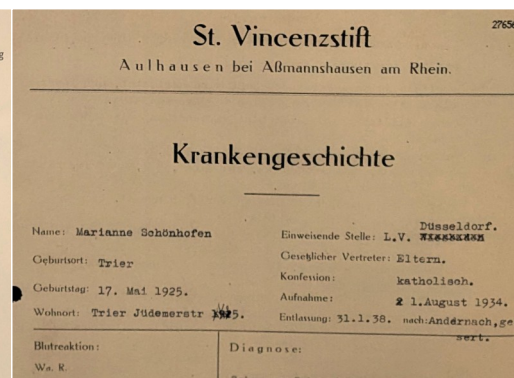 St. Vincenzstift
27656
Aulhausen bei Aßmannshausen am Rhein.
Krankengeschichte
Name: Marianne Schönhofen
Geburtsort: Trier
Geburtstag: 17. Mai 1925.
Wohnort: Trier Jüdemerstr
Düsseldorf.
Einweisende Stelle: L.V.
Gesetzlicher Vertreter: Eltern.
Konfession: katholisch.
Aufnahme: 1.August 1934.
Entlassung: 31.1.38. nach:Andernach,ge
sert.
Blutreaktion:
Wa. R.
Diagnose: